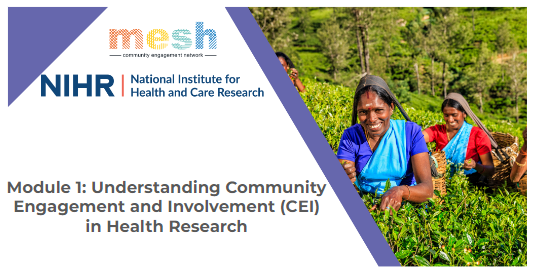 mesh
community engagement network
NIHR | National Institute for
Health and Care Research
Module 1: Understanding Community
Engagement and Involvement (CEI)
in Health Research